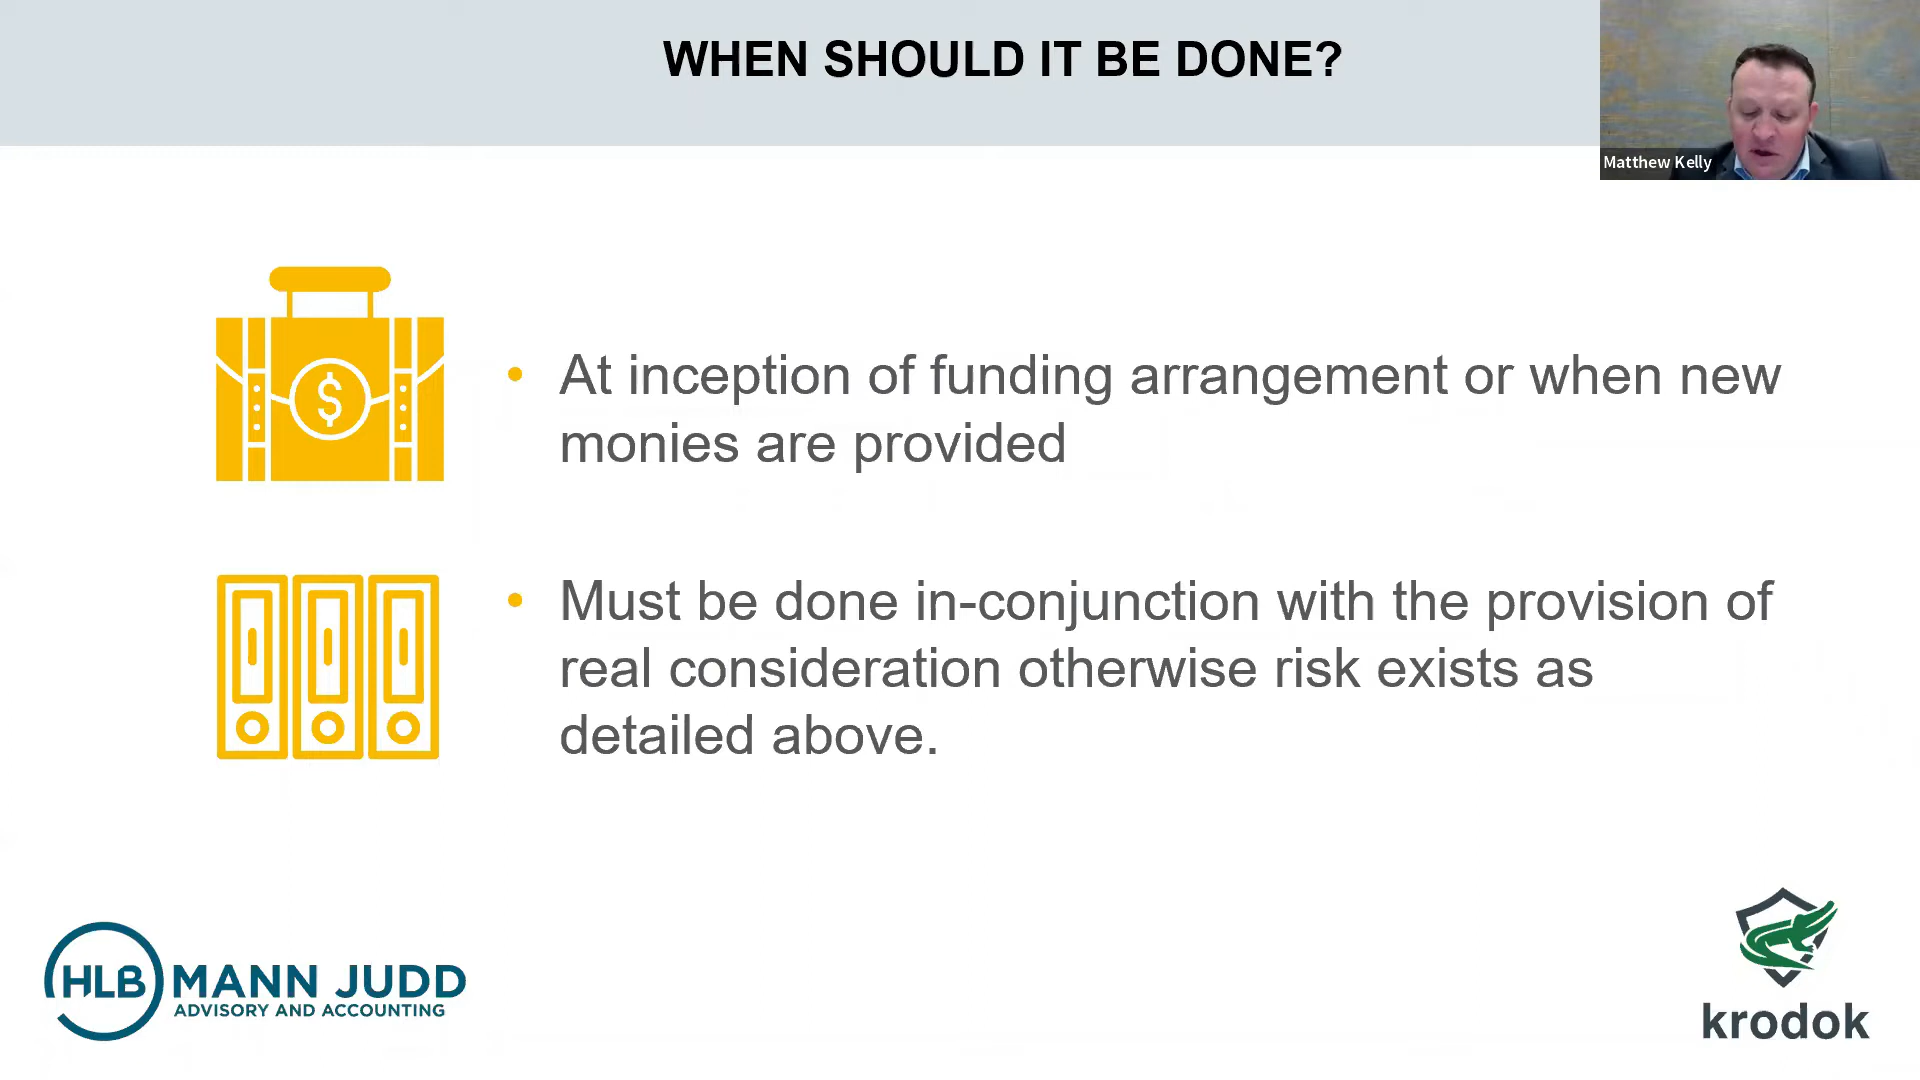 WHEN SHOULD IT BE DONE?
Matthew Kelly
$
• At inception of funding arrangement or when new
monies are provided
• Must be done in-conjunction with the provision of
real consideration otherwise risk exists as
detailed above.
HLB MANN JUDD
ADVISORY AND ACCOUNTING
krodok